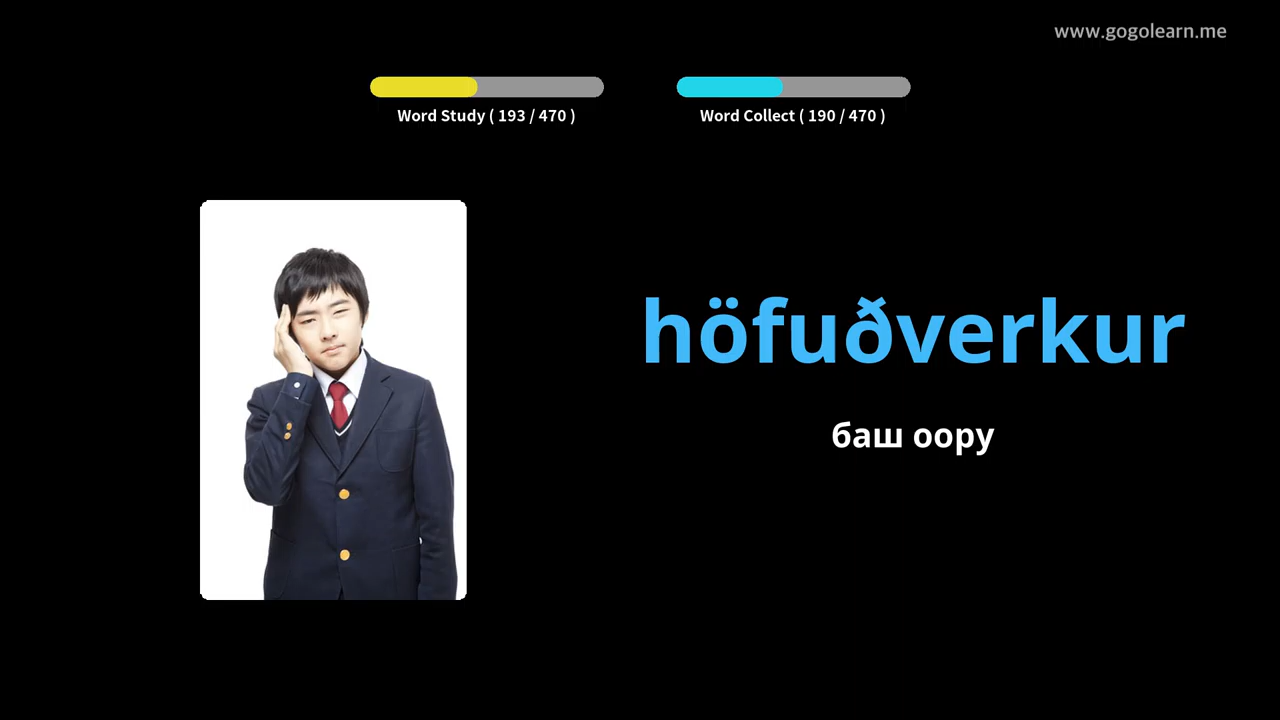 www.gogolearn.me
Word Study ( 193 / 470 )
Word Collect ( 190 / 470 )
höfuðverkur
баш оору